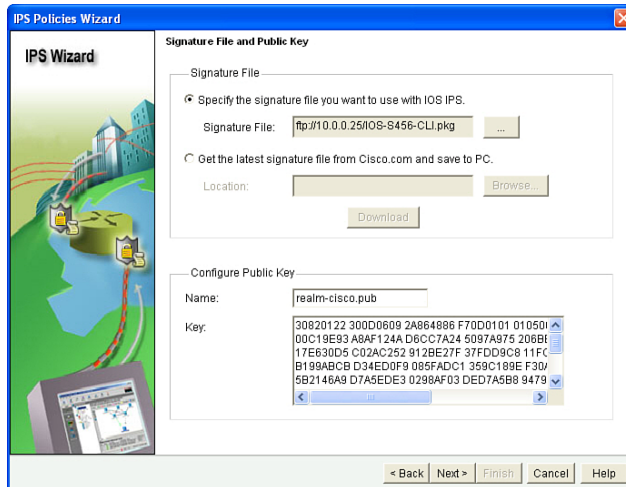 IPS Policies Wizard
IPS Wizard
Signature File and Public Key
Signature File
Specify the signature file you want to use with IOS IPS.
Signature File: ftp://10.0.0.25/IOS-S456-CLI.pkg ...
Get the latest signature file from Cisco.com and save to PC.
Location: Browse...
Download
Configure Public Key
Name: realm-cisco.pub
Key: 30820122 300D0609 2A864886 F70D0101 010500
00C19E93 A8AF124A D6CC7A24 5097A975 206BB
17E630D5 C02AC252 912BE27F 37FDD9C8 11FC
B199ABCB D34ED0F9 085FADC1 359C189E F30A
5B2146A9 D7A5EDE3 0298AF03 DED7A5B8 9479
< Back Next > Finish Cancel Help